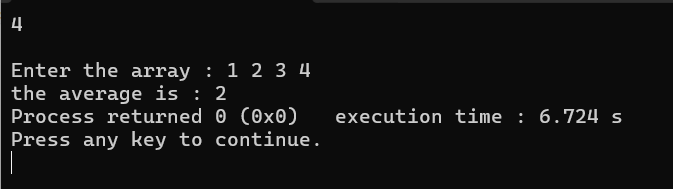 4
Enter the array : 1 2 3 4
the average is : 2
Process returned 0 (0x0)   execution time : 6.724 s
Press any key to continue.